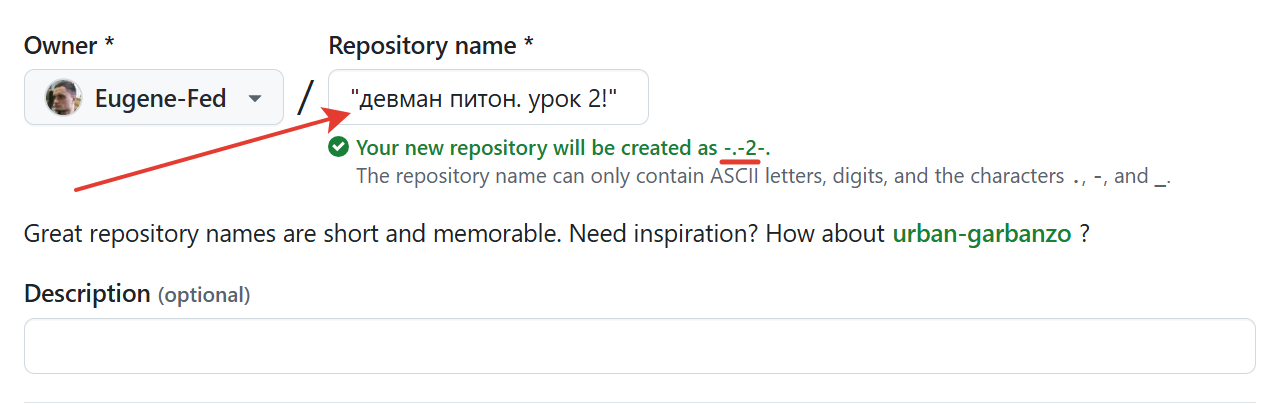 Owner * Repository name *
Eugene-Fed / "девман питон. урок 2!"
Your new repository will be created as -.-2-.
The repository name can only contain ASCII letters, digits, and the characters ., -, and _.
Great repository names are short and memorable. Need inspiration? How about urban-garbanzo ?
Description (optional)